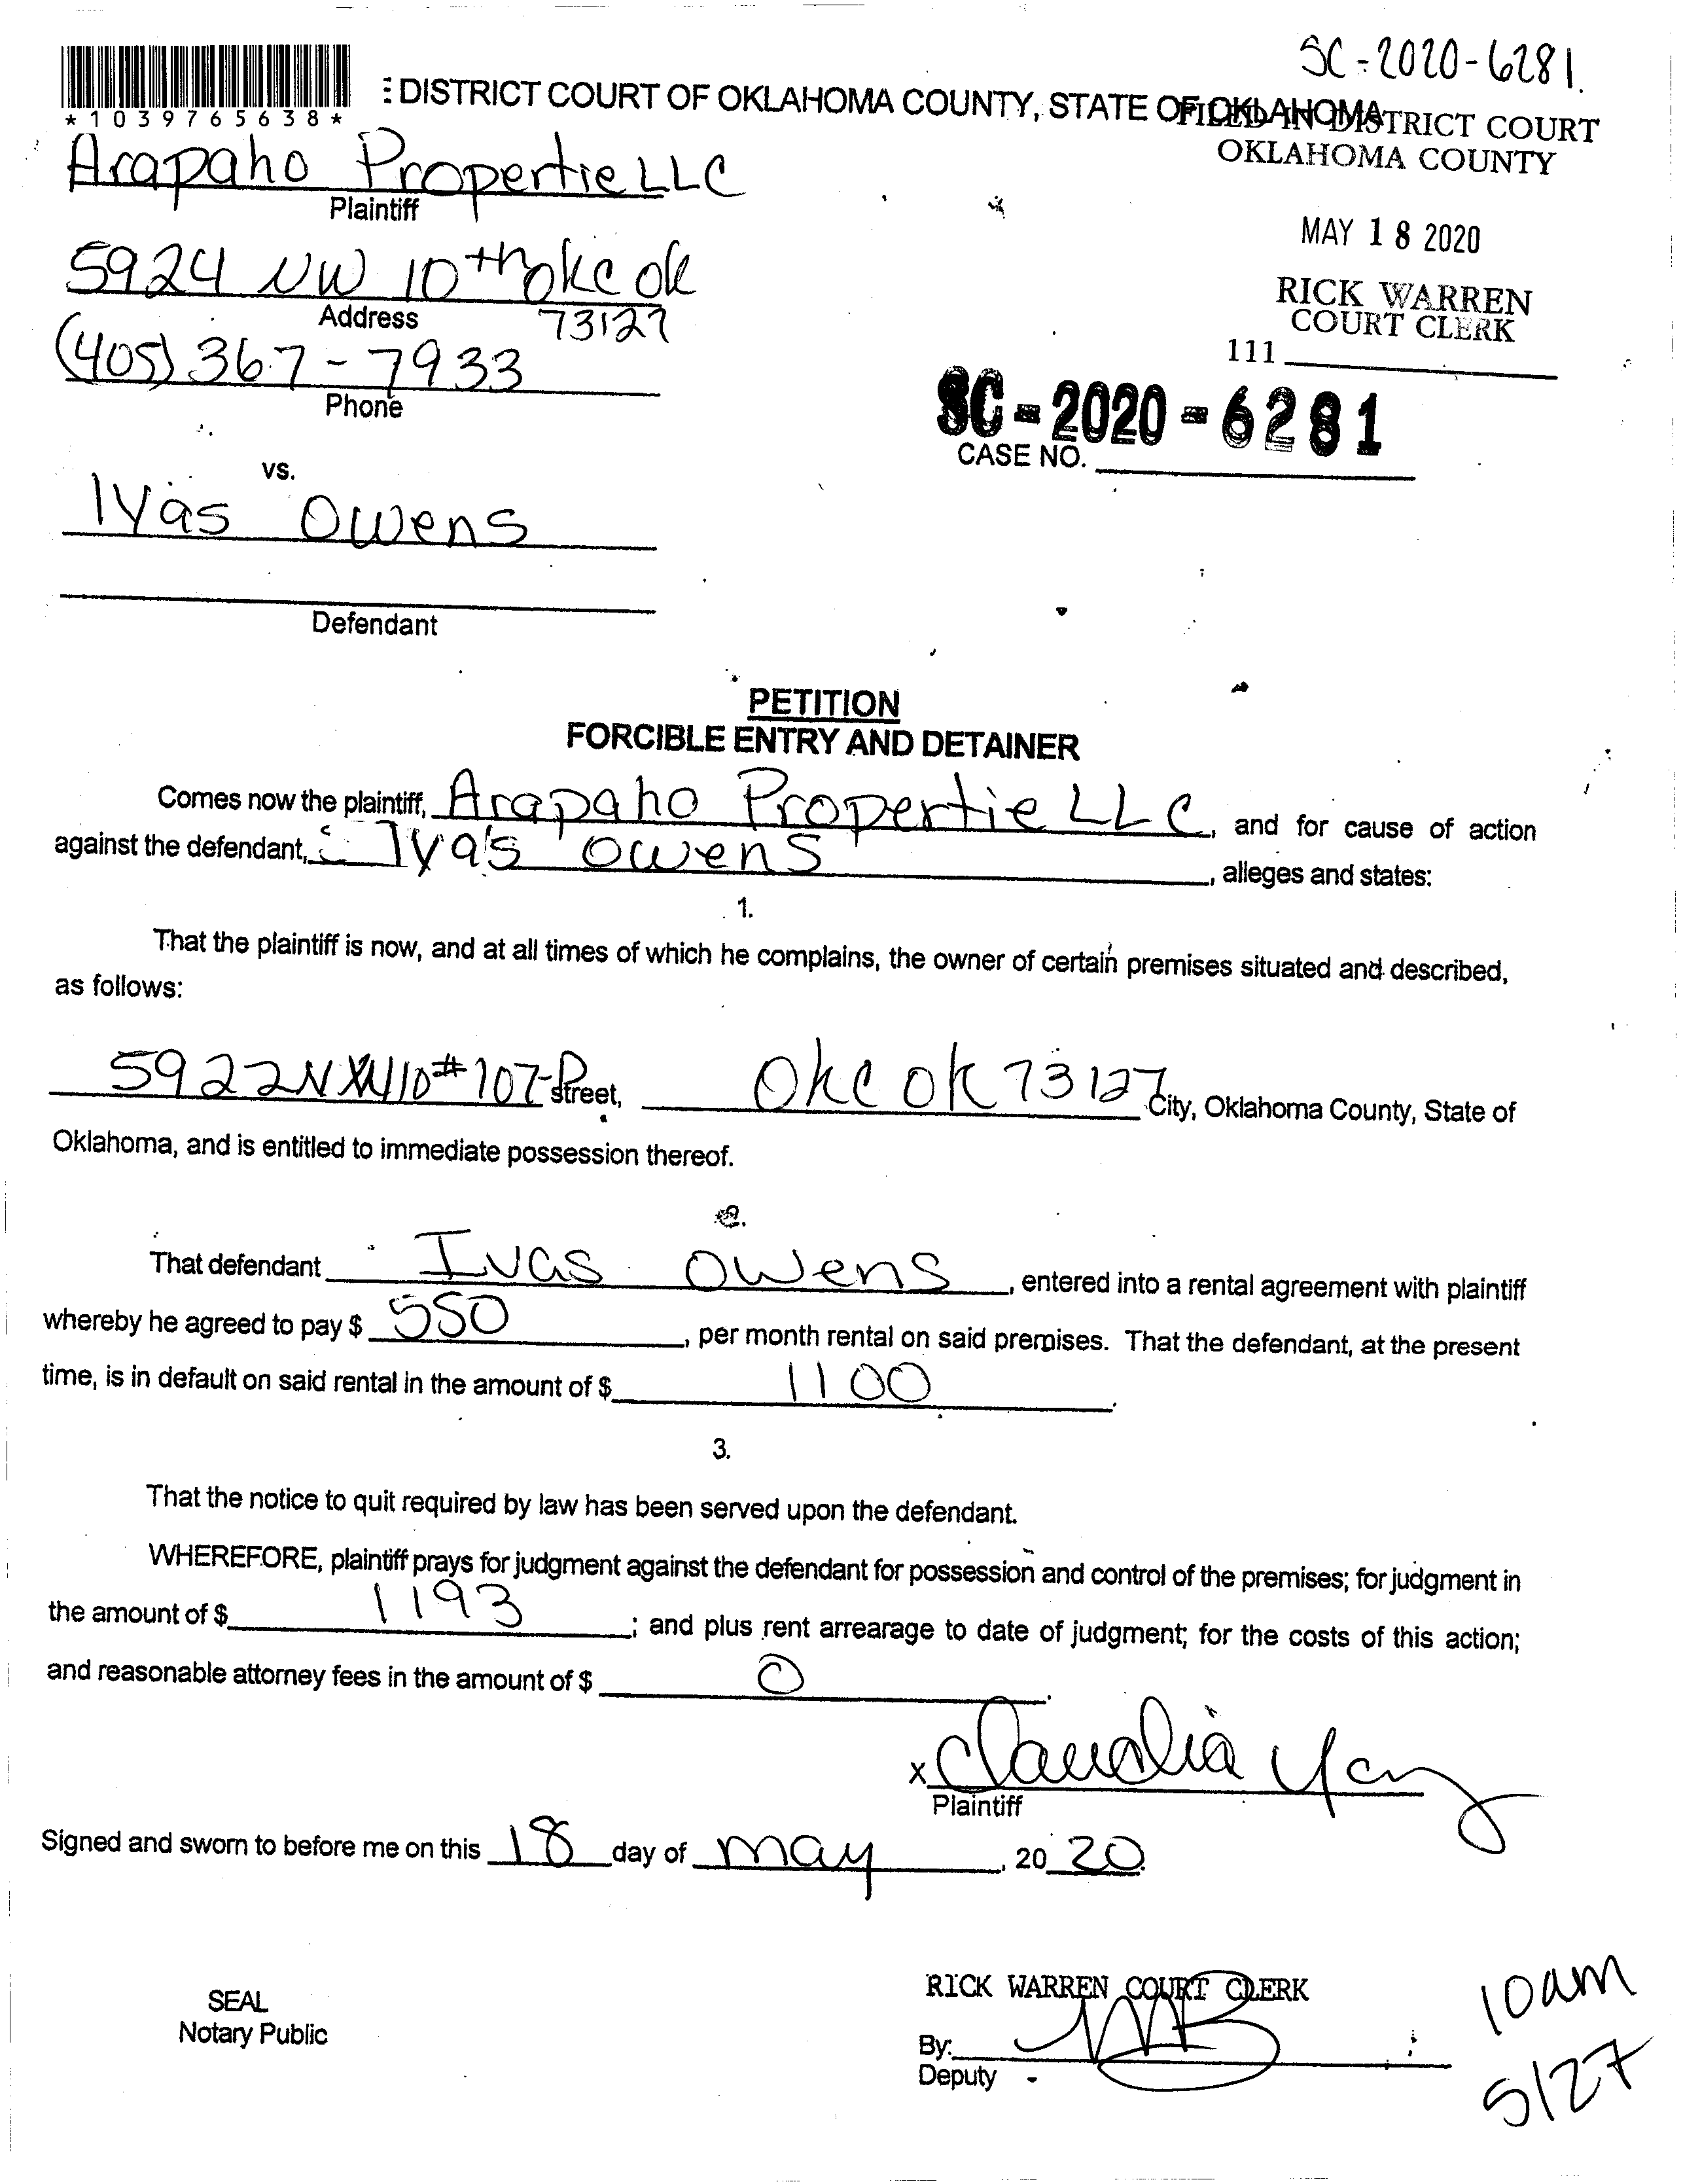 SC-2020-6281.
: DISTRICT COURT OF OKLAHOMA COUNTY, STATE OF OKLAHOMA
*1039765638*
FILED IN DISTRICT COURT
OKLAHOMA COUNTY
Arapaho Propertie LLC
Plaintiff
MAY 18 2020
5924 NW 10th okc ok
Address
73127
RICK WARREN
COURT CLERK
(405) 367-7933
Phone
111
SC-2020-6281
CASE NO.
vs.
Iyas Owens
Defendant
PETITION
FORCIBLE ENTRY AND DETAINER
Comes now the plaintiff, Arapaho Propertie LLC, and for cause of action
against the defendant, Iyas owens, alleges and states:
1.
That the plaintiff is now, and at all times of which he complains, the owner of certain premises situated and described,
as follows:
5922 N 10 #107 Street, Okc ok 73127 City, Oklahoma County, State of
Oklahoma, and is entitled to immediate possession thereof.
2.
That defendant Ivas Owens, entered into a rental agreement with plaintiff
whereby he agreed to pay $ 550, per month rental on said premises. That the defendant, at the present
time, is in default on said rental in the amount of $ 1100.
3.
That the notice to quit required by law has been served upon the defendant.
WHEREFORE, plaintiff prays for judgment against the defendant for possession and control of the premises; for judgment in
the amount of $ 1193; and plus rent arrearage to date of judgment; for the costs of this action;
and reasonable attorney fees in the amount of $ 0.
x Claudia
Plaintiff
Signed and sworn to before me on this 18 day of may, 20 20.
SEAL
Notary Public
RICK WARREN COURT CLERK
By:
Deputy
10am
5/27